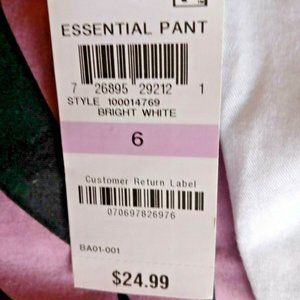 ESSENTIAL PANT
7 26895 29212 1
STYLE 100014769
BRIGHT WHITE
6
Customer Return Label
070697826976
BA01-001
$24.99